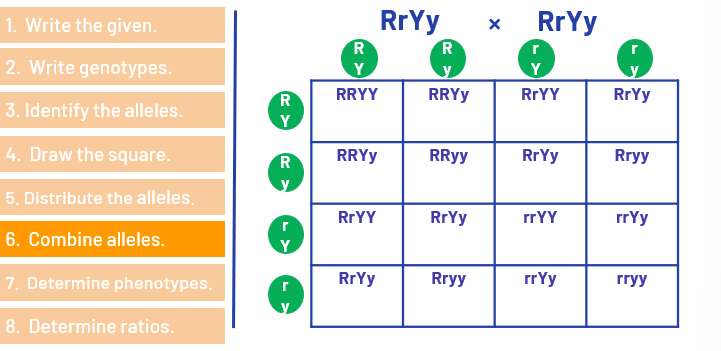 1. Write the given.
2. Write genotypes.
3. Identify the alleles.
4. Draw the square.
5. Distribute the alleles.
6. Combine alleles.
7. Determine phenotypes.
8. Determine ratios.
RrYy × RrYy
R R r r
Y y Y y
R RRYY RRYy RrYY RrYy
Y
R RRYy RRyy RrYy Rryy
y
r RrYY RrYy rrYY rrYy
Y
r RrYy Rryy rrYy rryy
y